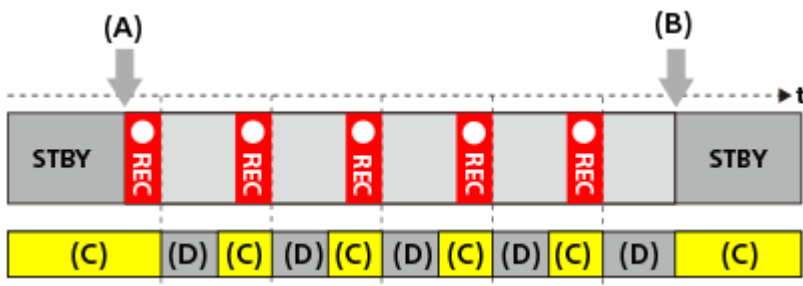 (A) (B)
t
STBY REC REC REC REC REC STBY
(C) (D) (C) (D) (C) (D) (C) (D) (C) (D) (C)